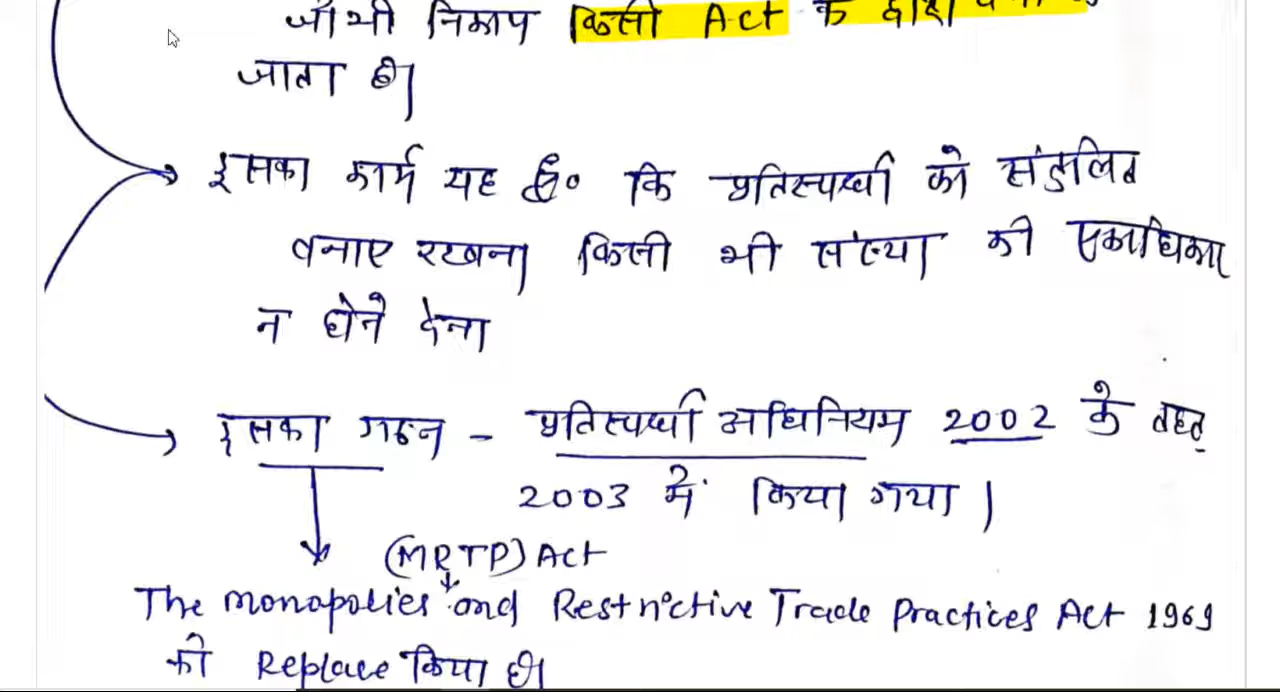 जो भी निकाय किसी Act के द्वारा
जाता है।
इसका कार्य यह है० कि प्रतिस्पर्धा को संतुलित
बनाए रखना किसी भी संस्था की एकाधिकार
न होने देना
इसका गठन - प्रतिस्पर्धा अधिनियम 2002 के तहत
2003 में किया गया।
(MRTP) Act
The monopolies and Restrictive Trade Practices Act 1969
को Replace किया है।